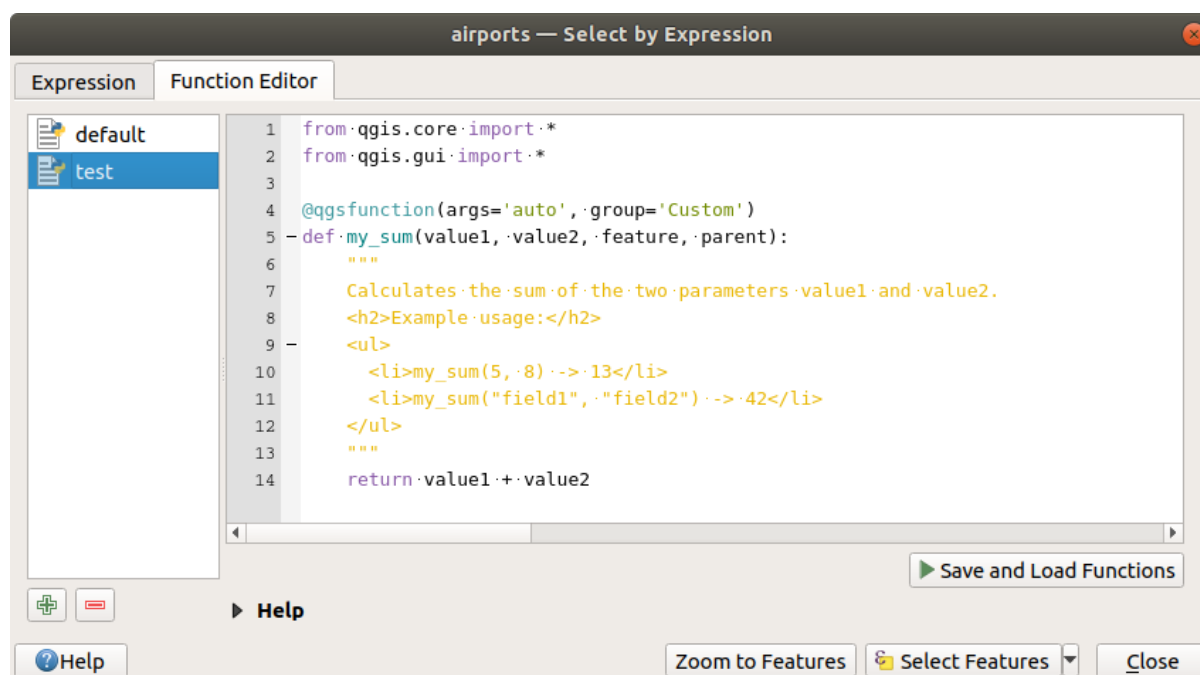 airports — Select by Expression
Expression
Function Editor
default
test
1 from qgis.core import *
2 from qgis.gui import *
3
4 @qgsfunction(args='auto', group='Custom')
5 def my_sum(value1, value2, feature, parent):
6     """
7     Calculates the sum of the two parameters value1 and value2.
8     <h2>Example usage:</h2>
9     <ul>
10       <li>my_sum(5, 8) -> 13</li>
11       <li>my_sum("field1", "field2") -> 42</li>
12     </ul>
13     """
14     return value1 + value2
Save and Load Functions
Help
Help
Zoom to Features
Select Features
Close